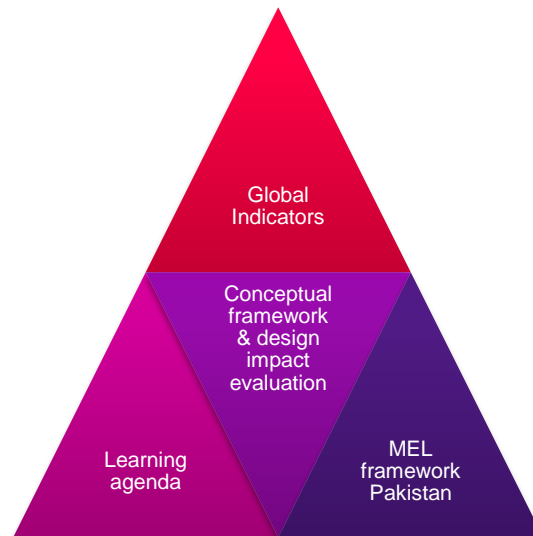 Global
Indicators
Conceptual
framework
& design
impact
evaluation
Learning
agenda
MEL
framework
Pakistan